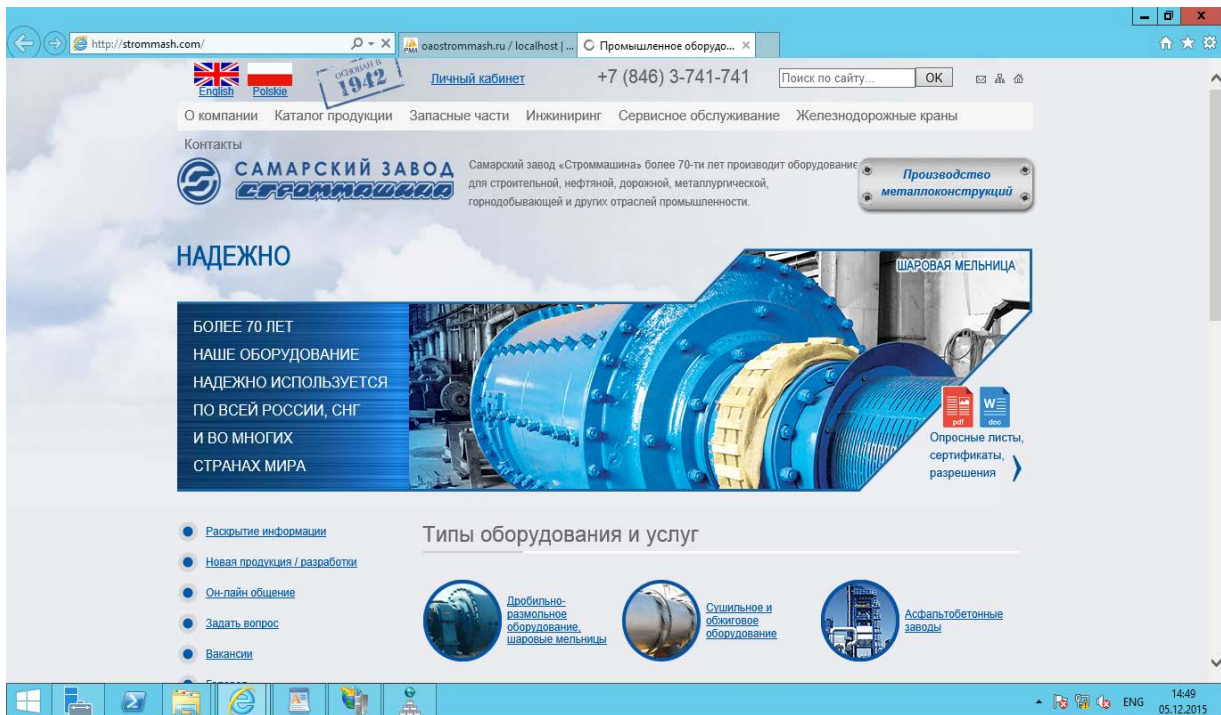 http://strommash.com/
oaostrommash.ru / localhost | ...
Промышленное оборудо...
English
Polskie
ОСНОВАН В
1942
Личный кабинет
+7 (846) 3-741-741
Поиск по сайту...
OK
О компании Каталог продукции Запасные части Инжиниринг Сервисное обслуживание Железнодорожные краны
Контакты
САМАРСКИЙ ЗАВОД
СТРОММАШИНА
Самарский завод «Строммашина» более 70-ти лет производит оборудование
для строительной, нефтяной, дорожной, металлургической,
горнодобывающей и других отраслей промышленности.
Производство
металлоконструкций
НАДЕЖНО
ШАРОВАЯ МЕЛЬНИЦА
БОЛЕЕ 70 ЛЕТ
НАШЕ ОБОРУДОВАНИЕ
НАДЕЖНО ИСПОЛЬЗУЕТСЯ
ПО ВСЕЙ РОССИИ, СНГ
И ВО МНОГИХ
СТРАНАХ МИРА
pdf
doc
Опросные листы,
сертификаты,
разрешения
Раскрытие информации
Новая продукция / разработки
Он-лайн общение
Задать вопрос
Вакансии
Типы оборудования и услуг
Дробильно-
размольное
оборудование,
шаровые мельницы
Сушильное и
обжиговое
оборудование
Асфальтобетонные
заводы
ENG
14:49
05.12.2015